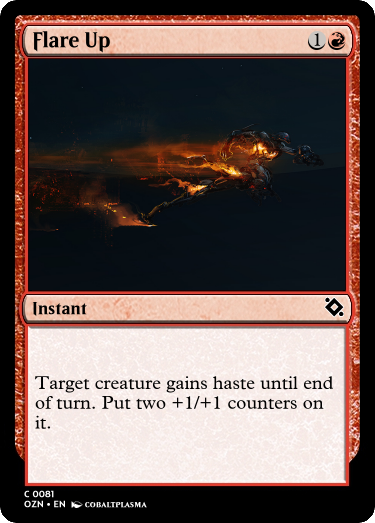 Flare Up 1
Instant
Target creature gains haste until end
of turn. Put two +1/+1 counters on
it.
C 0081
OZN • EN COBALTPLASMA